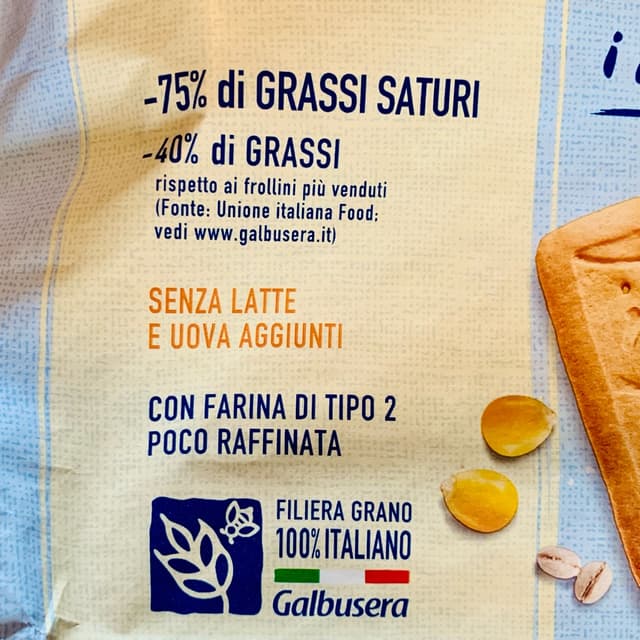 -75% di GRASSI SATURI
-40% di GRASSI
rispetto ai frollini più venduti
(Fonte: Unione italiana Food;
vedi www.galbusera.it)
SENZA LATTE
E UOVA AGGIUNTI
CON FARINA DI TIPO 2
POCO RAFFINATA
FILIERA GRANO
100% ITALIANO
Galbusera